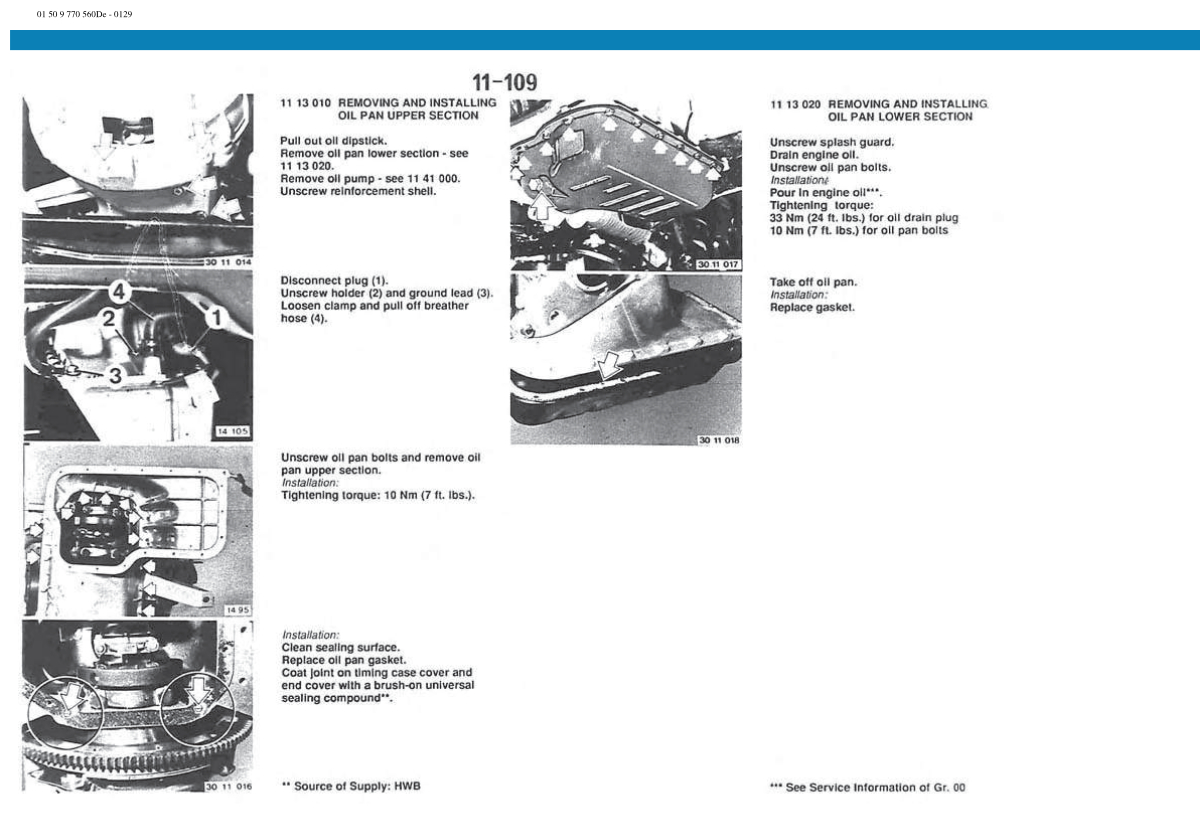 01 50 9 770 560De - 0129
11-109
11 13 010 REMOVING AND INSTALLING
OIL PAN UPPER SECTION
Pull out oil dipstick.
Remove oil pan lower section - see
11 13 020.
Remove oil pump - see 11 41 000.
Unscrew reinforcement shell.
30 11 014
Disconnect plug (1).
Unscrew holder (2) and ground lead (3).
Loosen clamp and pull off breather
hose (4).
4
2
1
3
14 105
Unscrew oil pan bolts and remove oil
pan upper section.
Installation:
Tightening torque: 10 Nm (7 ft. lbs.).
14 95
Installation:
Clean sealing surface.
Replace oil pan gasket.
Coat joint on timing case cover and
end cover with a brush-on universal
sealing compound**.
30 11 016
** Source of Supply: HWB
11 13 020 REMOVING AND INSTALLING
OIL PAN LOWER SECTION
Unscrew splash guard.
Drain engine oil.
Unscrew oil pan bolts.
Installation:
Pour in engine oil***.
Tightening torque:
33 Nm (24 ft. lbs.) for oil drain plug
10 Nm (7 ft. lbs.) for oil pan bolts
30 11 017
Take off oil pan.
Installation:
Replace gasket.
30 11 018
*** See Service Information of Gr. 00